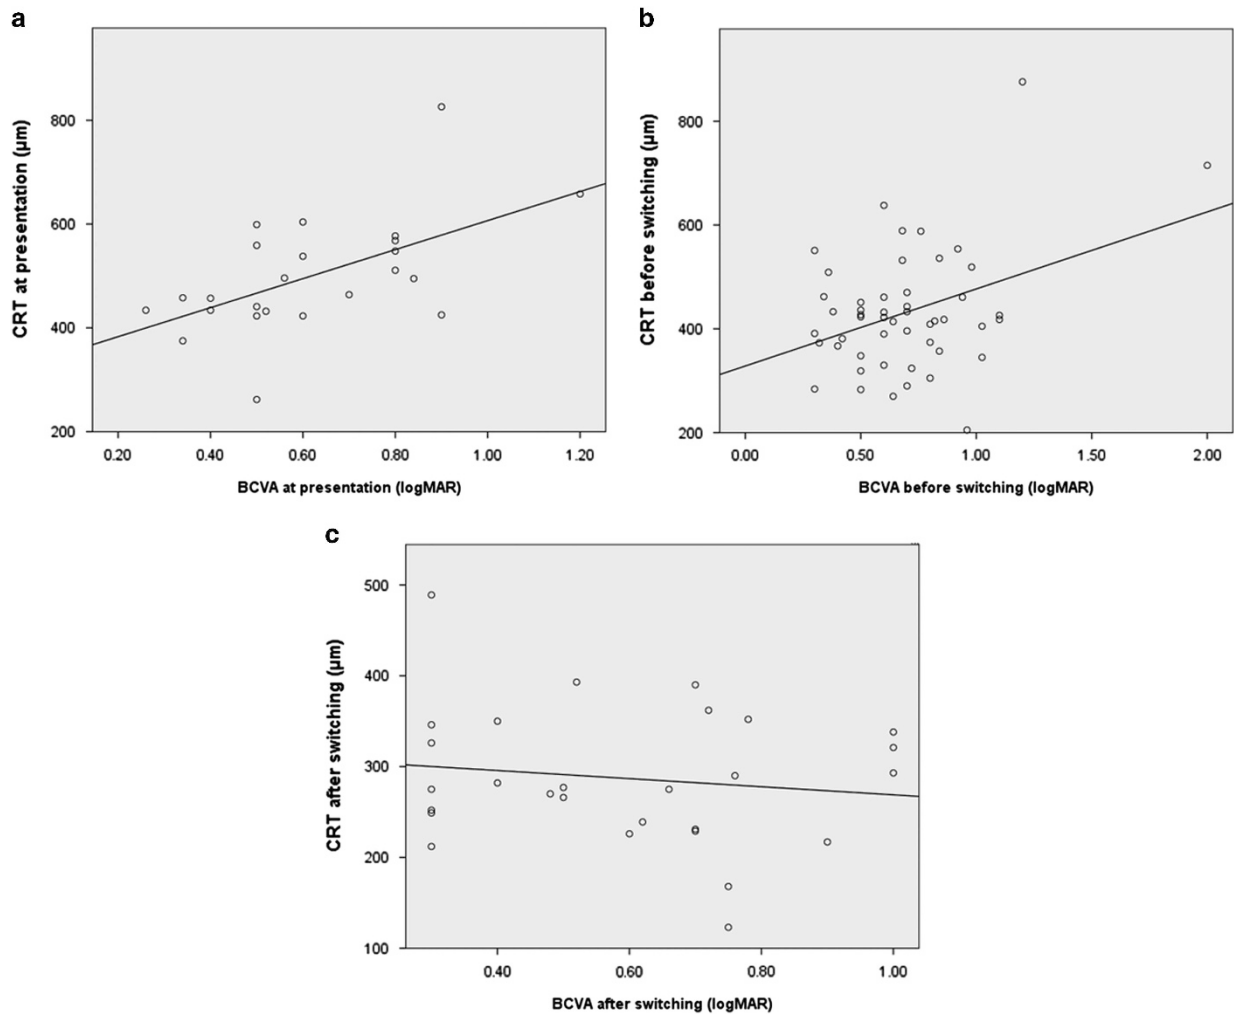 a
CRT at presentation (μm)
800
600
400
200
0.20 0.40 0.60 0.80 1.00 1.20
BCVA at presentation (logMAR)
b
CRT before switching (μm)
800
600
400
200
0.00 0.50 1.00 1.50 2.00
BCVA before switching (logMAR)
c
CRT after switching (μm)
500
400
300
200
100
0.40 0.60 0.80 1.00
BCVA after switching (logMAR)